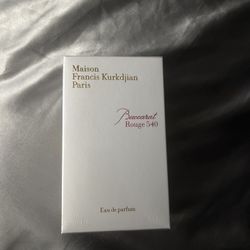 Maison
Francis Kurkdjian
Paris
Baccarat
Rouge 540
Eau de parfum